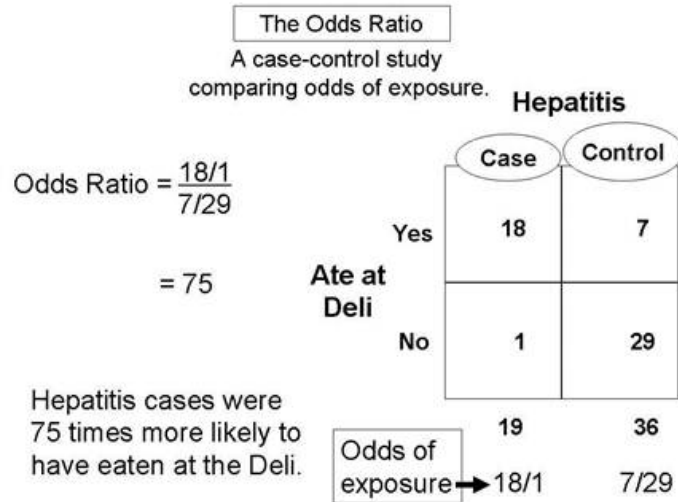 The Odds Ratio
A case-control study
comparing odds of exposure.
Hepatitis
Case Control
Odds Ratio = 18/1
7/29
= 75
Yes 18 7
Ate at
Deli
No 1 29
Hepatitis cases were
75 times more likely to
have eaten at the Deli.
19 36
Odds of
exposure 18/1 7/29